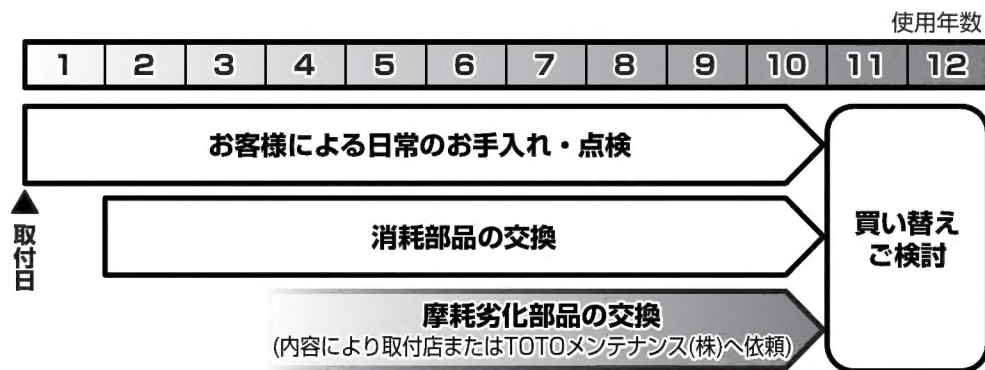 使用年数
1 2 3 4 5 6 7 8 9 10 11 12
お客様による日常のお手入れ・点検
取付日
消耗部品の交換
買い替え
ご検討
摩耗劣化部品の交換
(内容により取付店またはTOTOメンテナンス(株)へ依頼)